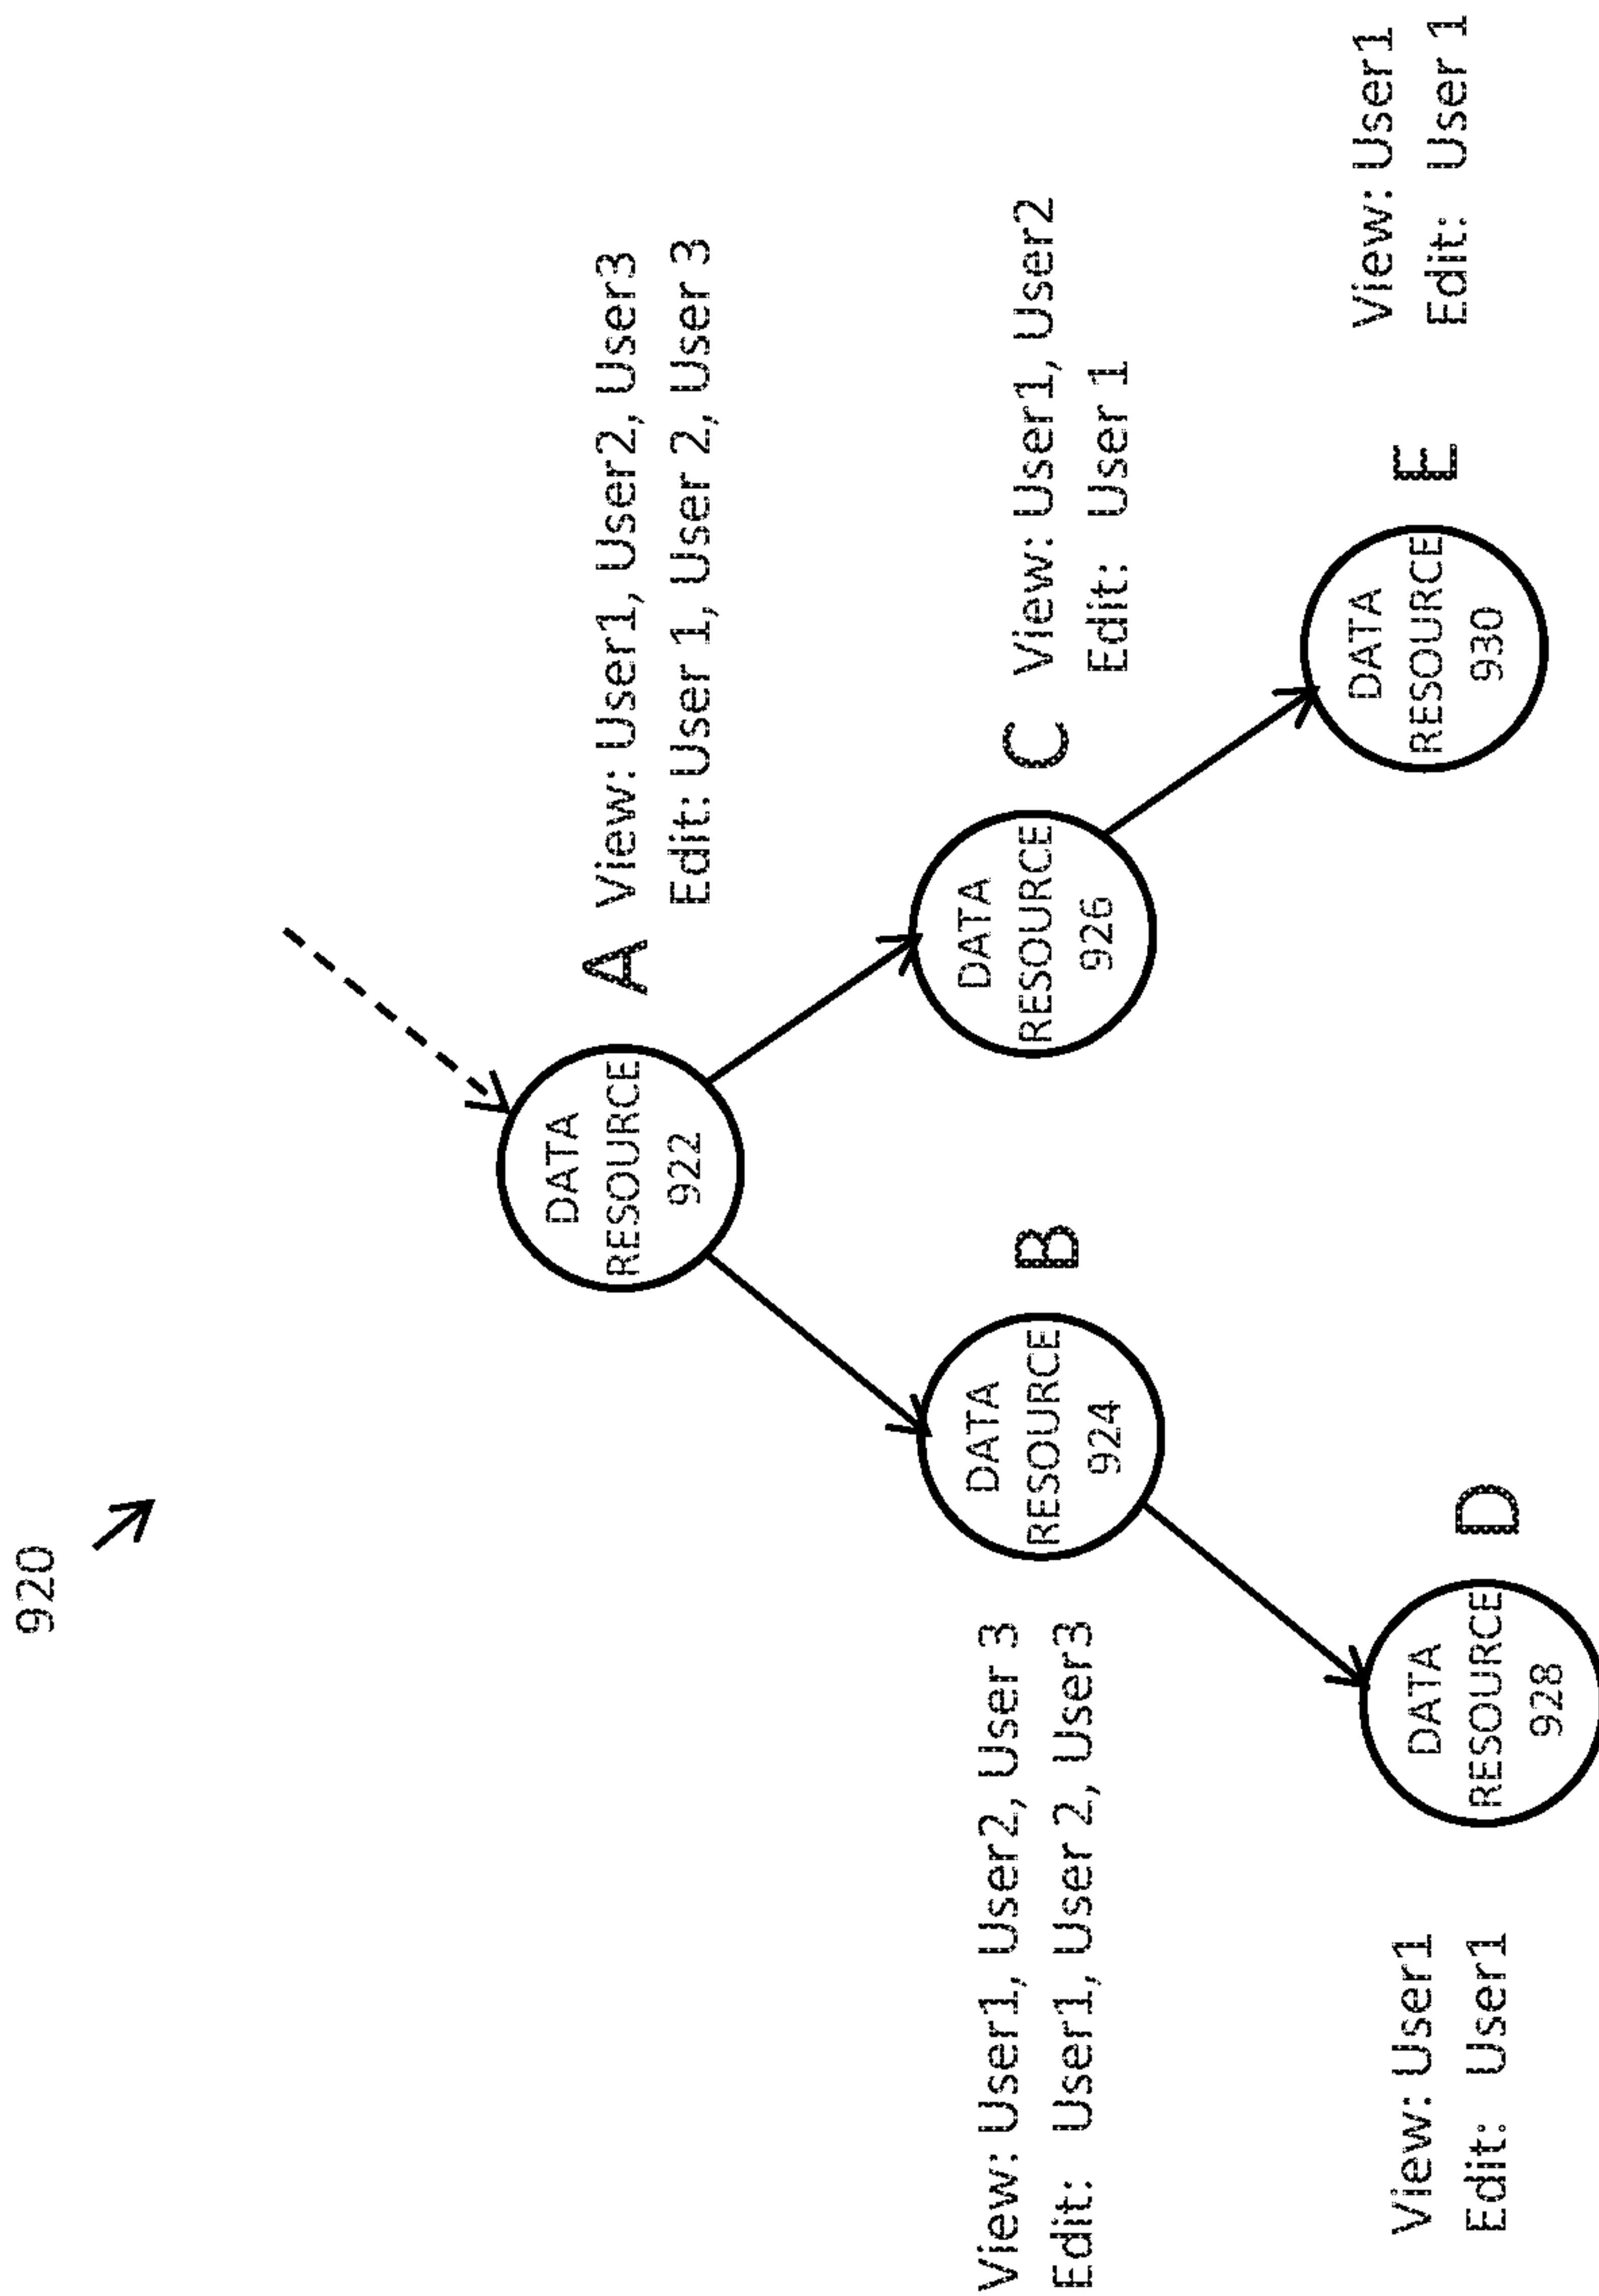 920
DATA
RESOURCE
922
A
View: User1, User2, User3
Edit: User 1, User 2, User 3
View: User1, User2, User 3
Edit: User1, User 2, User3
DATA
RESOURCE
924
B
DATA
RESOURCE
926
C
View: User1, User2
Edit: User 1
View: User1
Edit: User1
DATA
RESOURCE
928
D
DATA
RESOURCE
930
E
View: User1
Edit: User 1